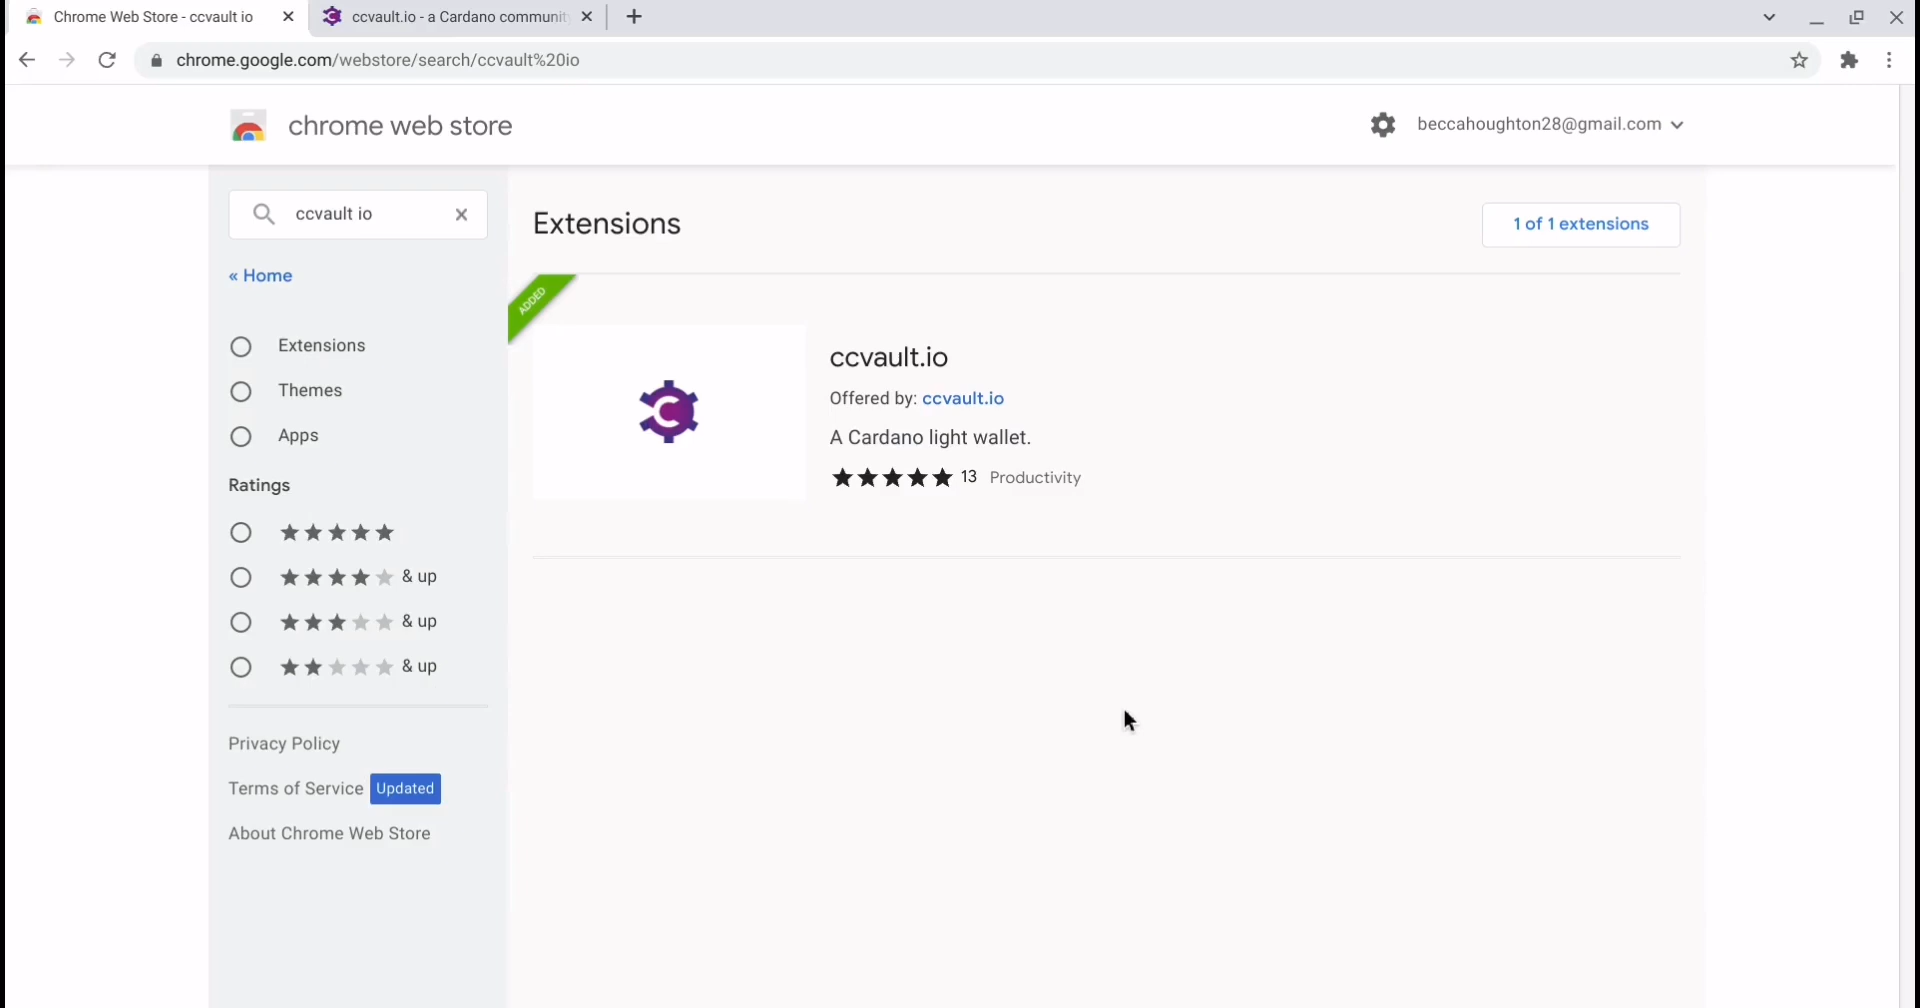 Chrome Web Store - ccvault io
ccvault.io - a Cardano communit
chrome.google.com/webstore/search/ccvault%20io
chrome web store
beccahoughton28@gmail.com
ccvault io
« Home
Extensions
Themes
Apps
Ratings
& up
& up
& up
Privacy Policy
Terms of Service Updated
About Chrome Web Store
Extensions
1 of 1 extensions
ADDED
ccvault.io
Offered by: ccvault.io
A Cardano light wallet.
13 Productivity